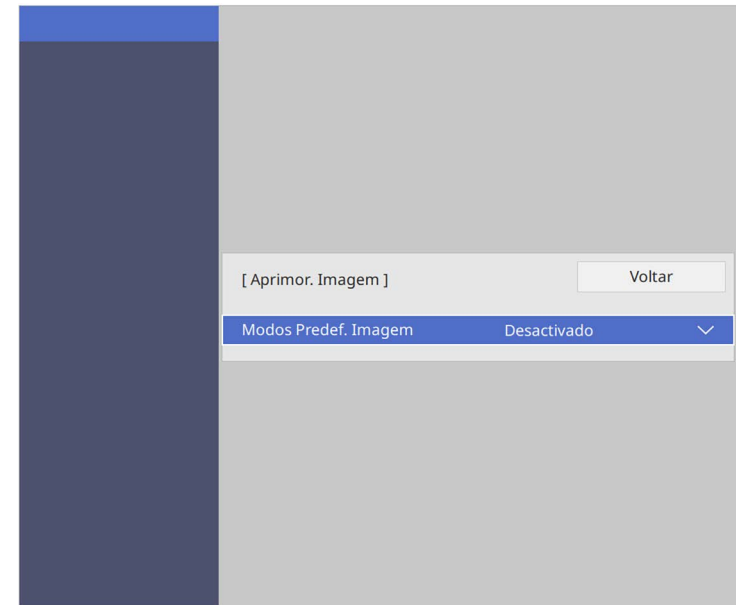 [ Aprimor. Imagem ]
Voltar
Modos Predef. Imagem
Desactivado